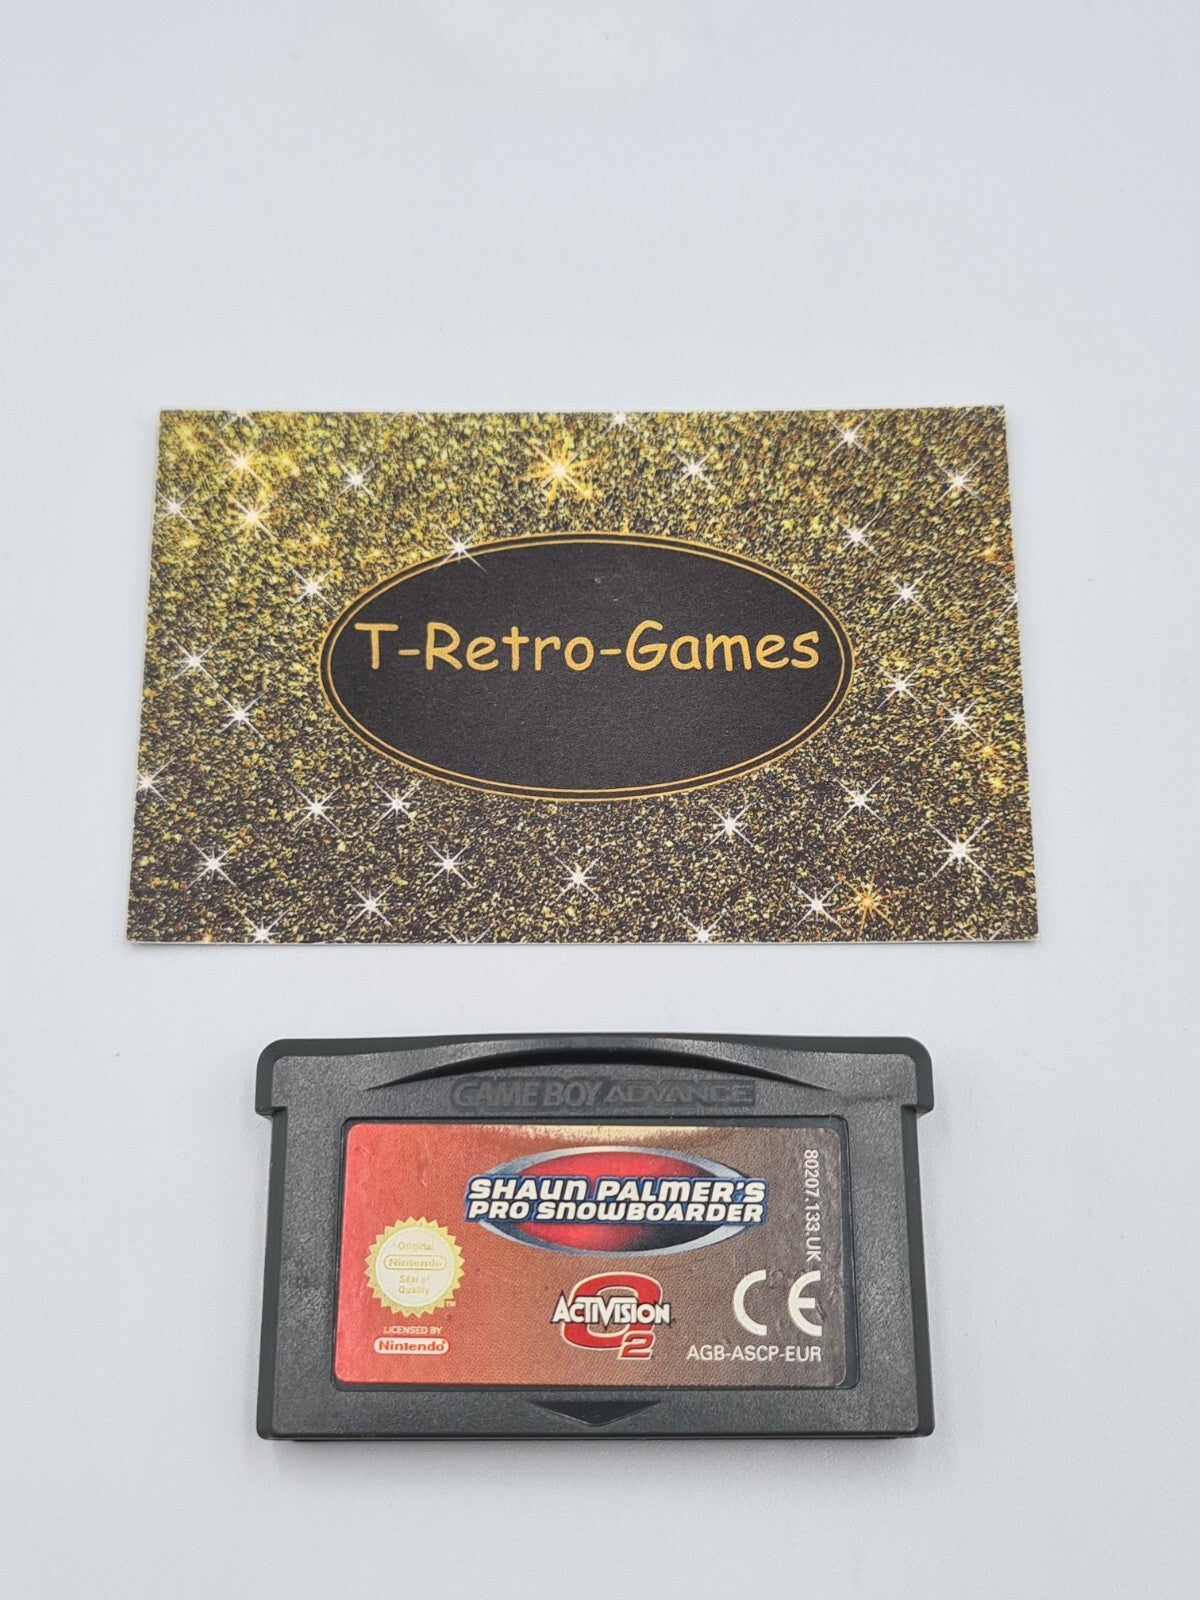 T-Retro-Games
GAME BOY ADVANCE
SHAUN PALMER'S
PRO SNOWBOARDER
80207.133.UK
Original
Nintendo
Seal of
Quality
TM
LICENSED BY
Nintendo
ACTIVISION
O2
CE
AGB-ASCP-EUR